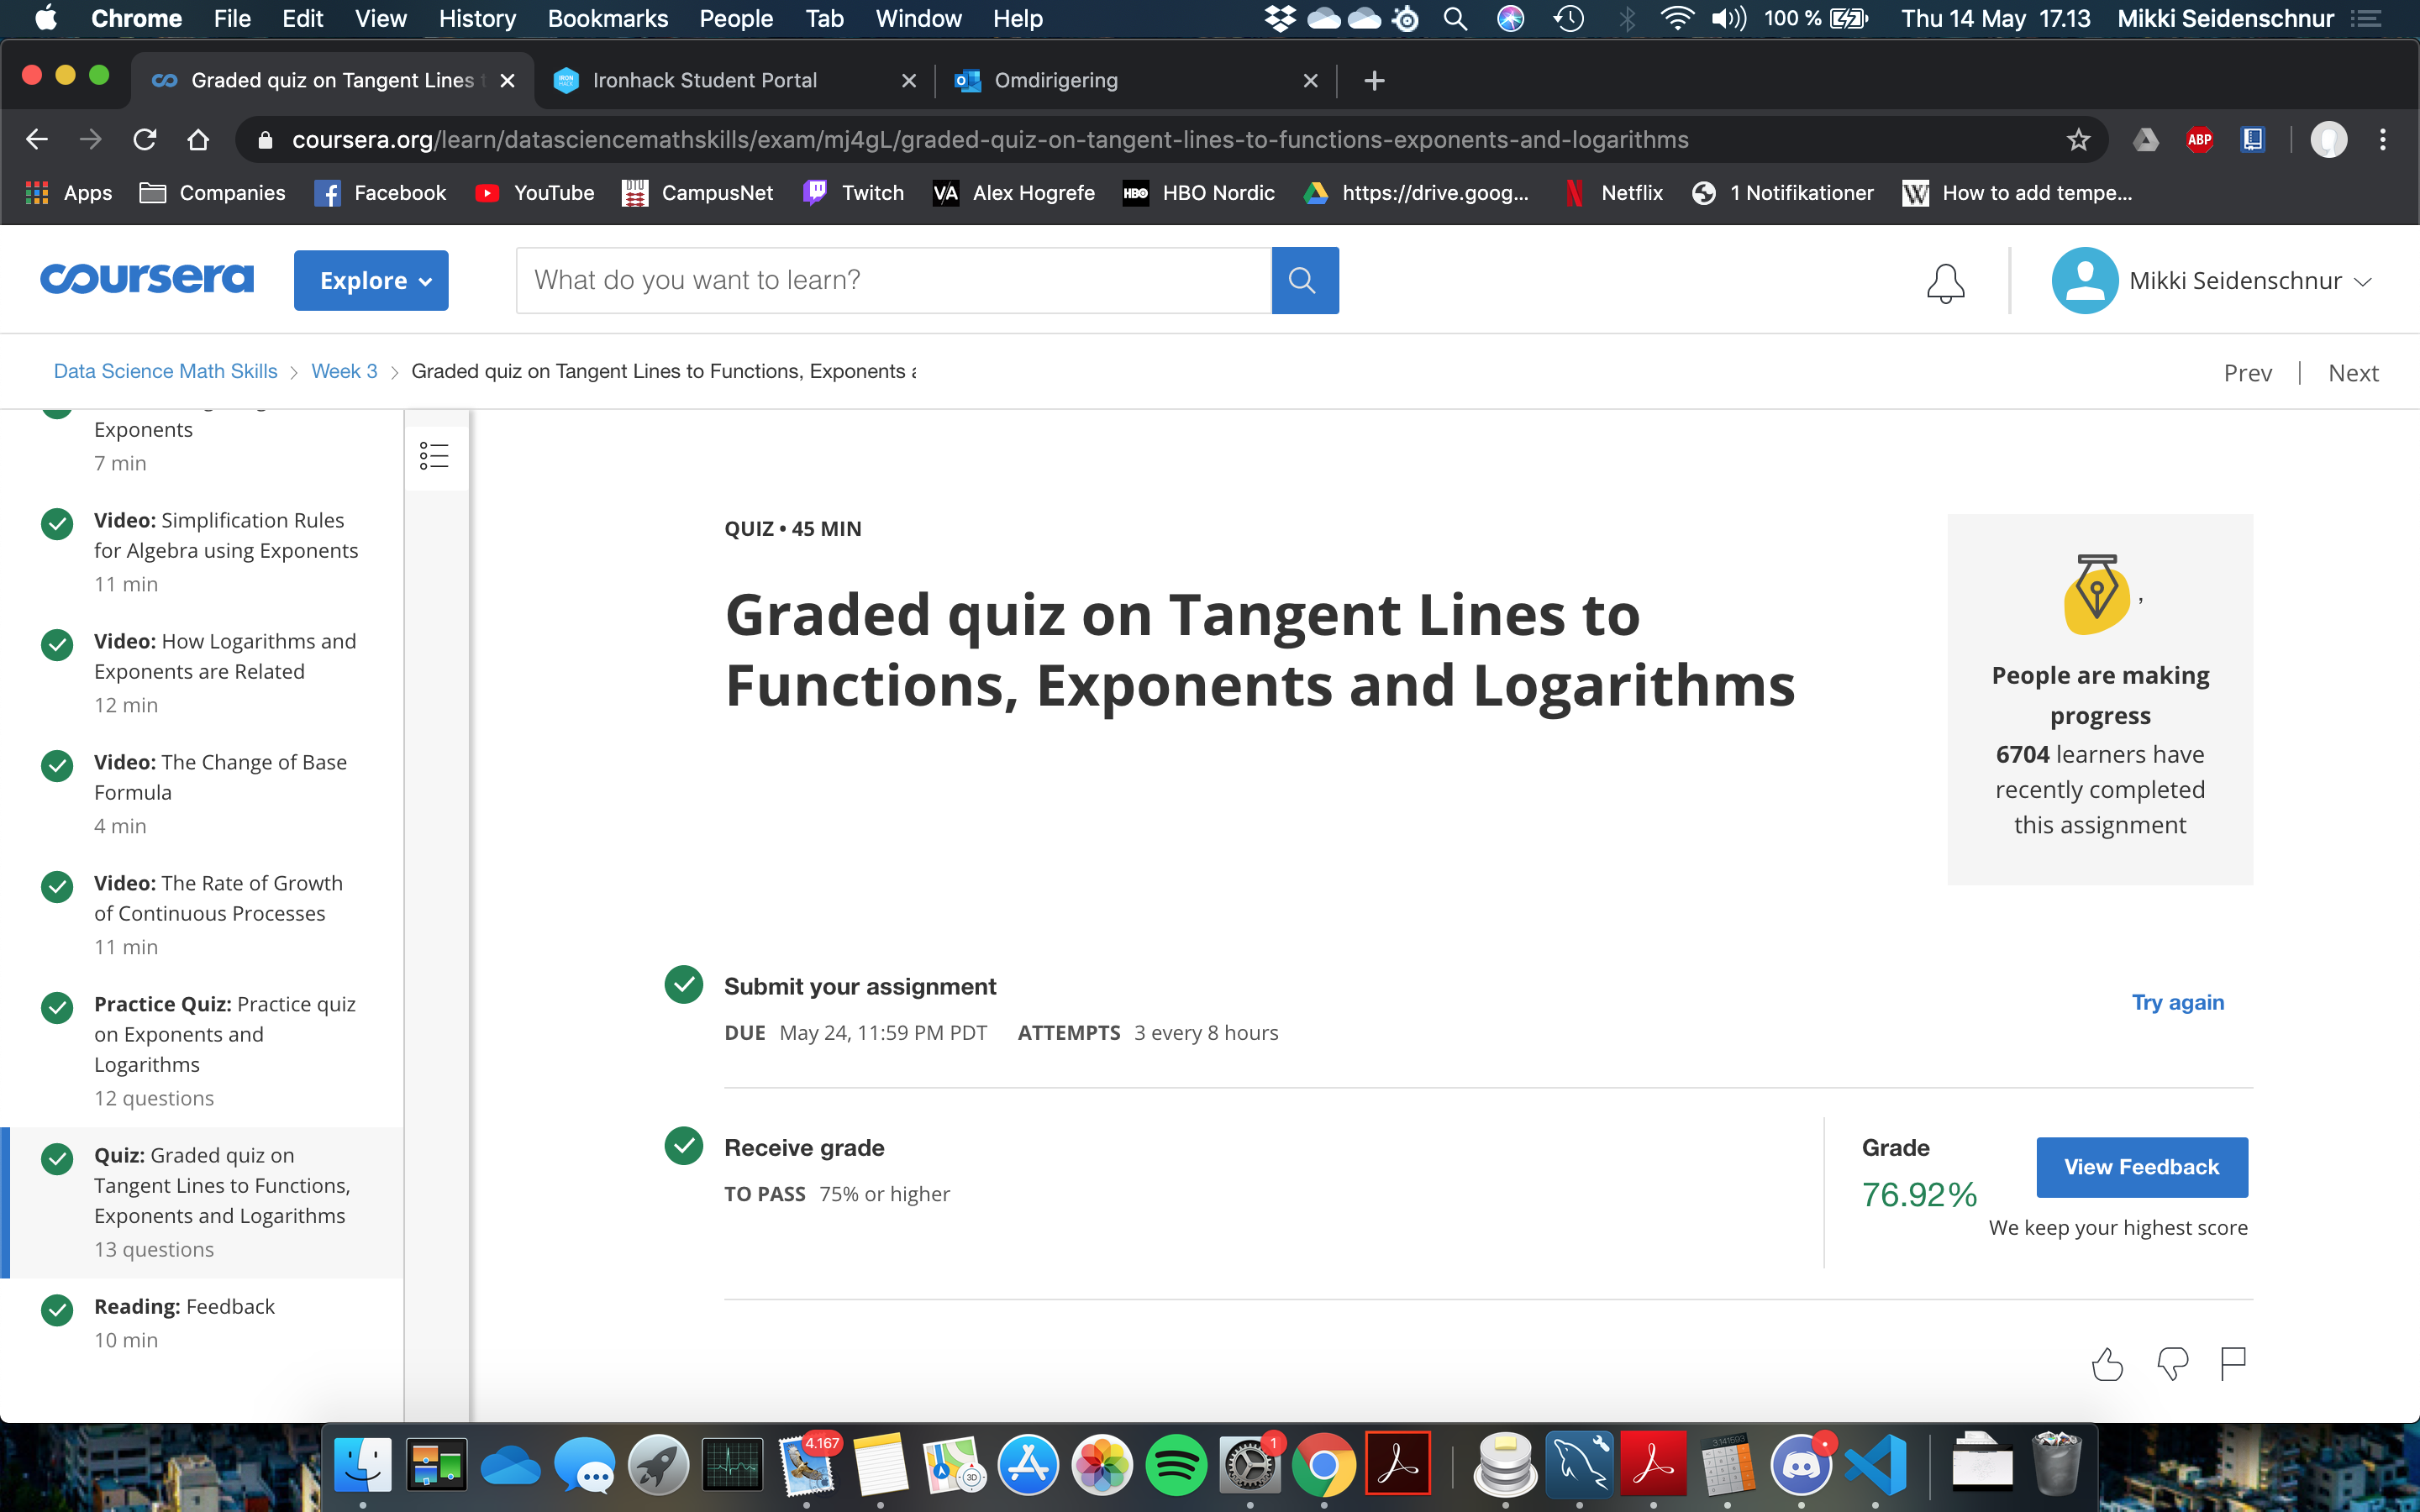 Chrome File Edit View History Bookmarks People Tab Window Help 100 % Thu 14 May 17.13 Mikki Seidenschnur
Graded quiz on Tangent Lines t Ironhack Student Portal Omdirigering
coursera.org/learn/datasciencemathskills/exam/mj4gL/graded-quiz-on-tangent-lines-to-functions-exponents-and-logarithms ABP
Apps Companies Facebook YouTube CampusNet Twitch VA Alex Hogrefe HBO HBO Nordic https://drive.goog... Netflix 1 Notifikationer W How to add tempe...
coursera Explore What do you want to learn? Mikki Seidenschnur
Data Science Math Skills Week 3 Graded quiz on Tangent Lines to Functions, Exponents a
Prev | Next
Exponents
7 min
Video: Simplification Rules
for Algebra using Exponents
11 min
Video: How Logarithms and
Exponents are Related
12 min
Video: The Change of Base
Formula
4 min
Video: The Rate of Growth
of Continuous Processes
11 min
Practice Quiz: Practice quiz
on Exponents and
Logarithms
12 questions
Quiz: Graded quiz on
Tangent Lines to Functions,
Exponents and Logarithms
13 questions
Reading: Feedback
10 min
QUIZ • 45 MIN
Graded quiz on Tangent Lines to
Functions, Exponents and Logarithms
,
People are making
progress
6704 learners have
recently completed
this assignment
Submit your assignment
DUE May 24, 11:59 PM PDT ATTEMPTS 3 every 8 hours
Try again
Receive grade
TO PASS 75% or higher
Grade
76.92%
View Feedback
We keep your highest score
4.167
3D
1
3.141593